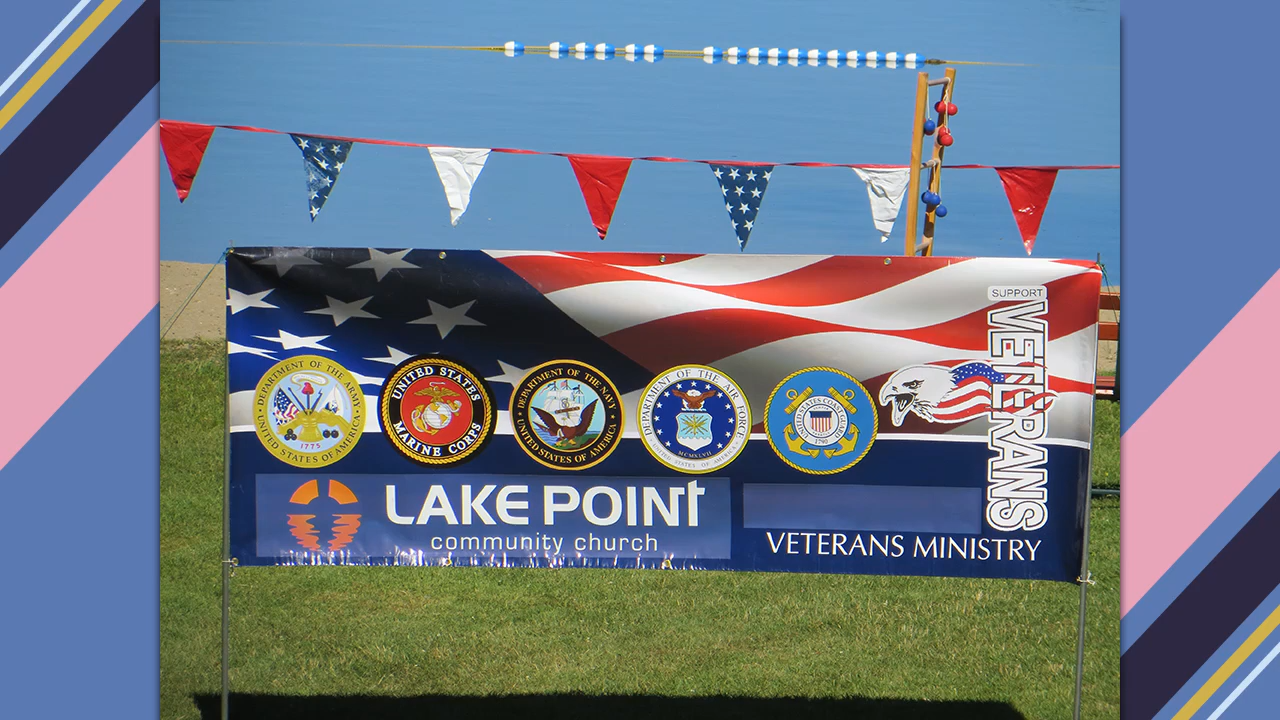 SUPPORT
VETERANS
DEPARTMENT OF THE ARMY
UNITED STATES OF AMERICA
1775
UNITED STATES
MARINE CORPS
DEPARTMENT OF THE NAVY
UNITED STATES OF AMERICA
DEPARTMENT OF THE AIR FORCE
MCMXLVII
UNITED STATES OF AMERICA
UNITED STATES COAST GUARD
1790
LAKE POINT
community church
VETERANS MINISTRY